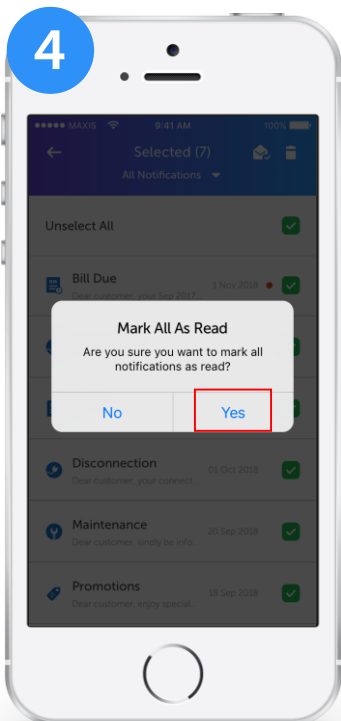 4
MAXIS 9:41 AM 100%
Selected (7)
All Notifications
Unselect All
Bill Due
1 Nov 2018
Dear customer, your Sep 2017
Mark All As Read
Are you sure you want to mark all
notifications as read?
No Yes
Disconnection
01 Oct 2018
Dear customer, your connect...
Maintenance
20 Sep 2018
Dear customer, kindly be info...
Promotions
18 Sep 2018
Dear customer, enjoy special...